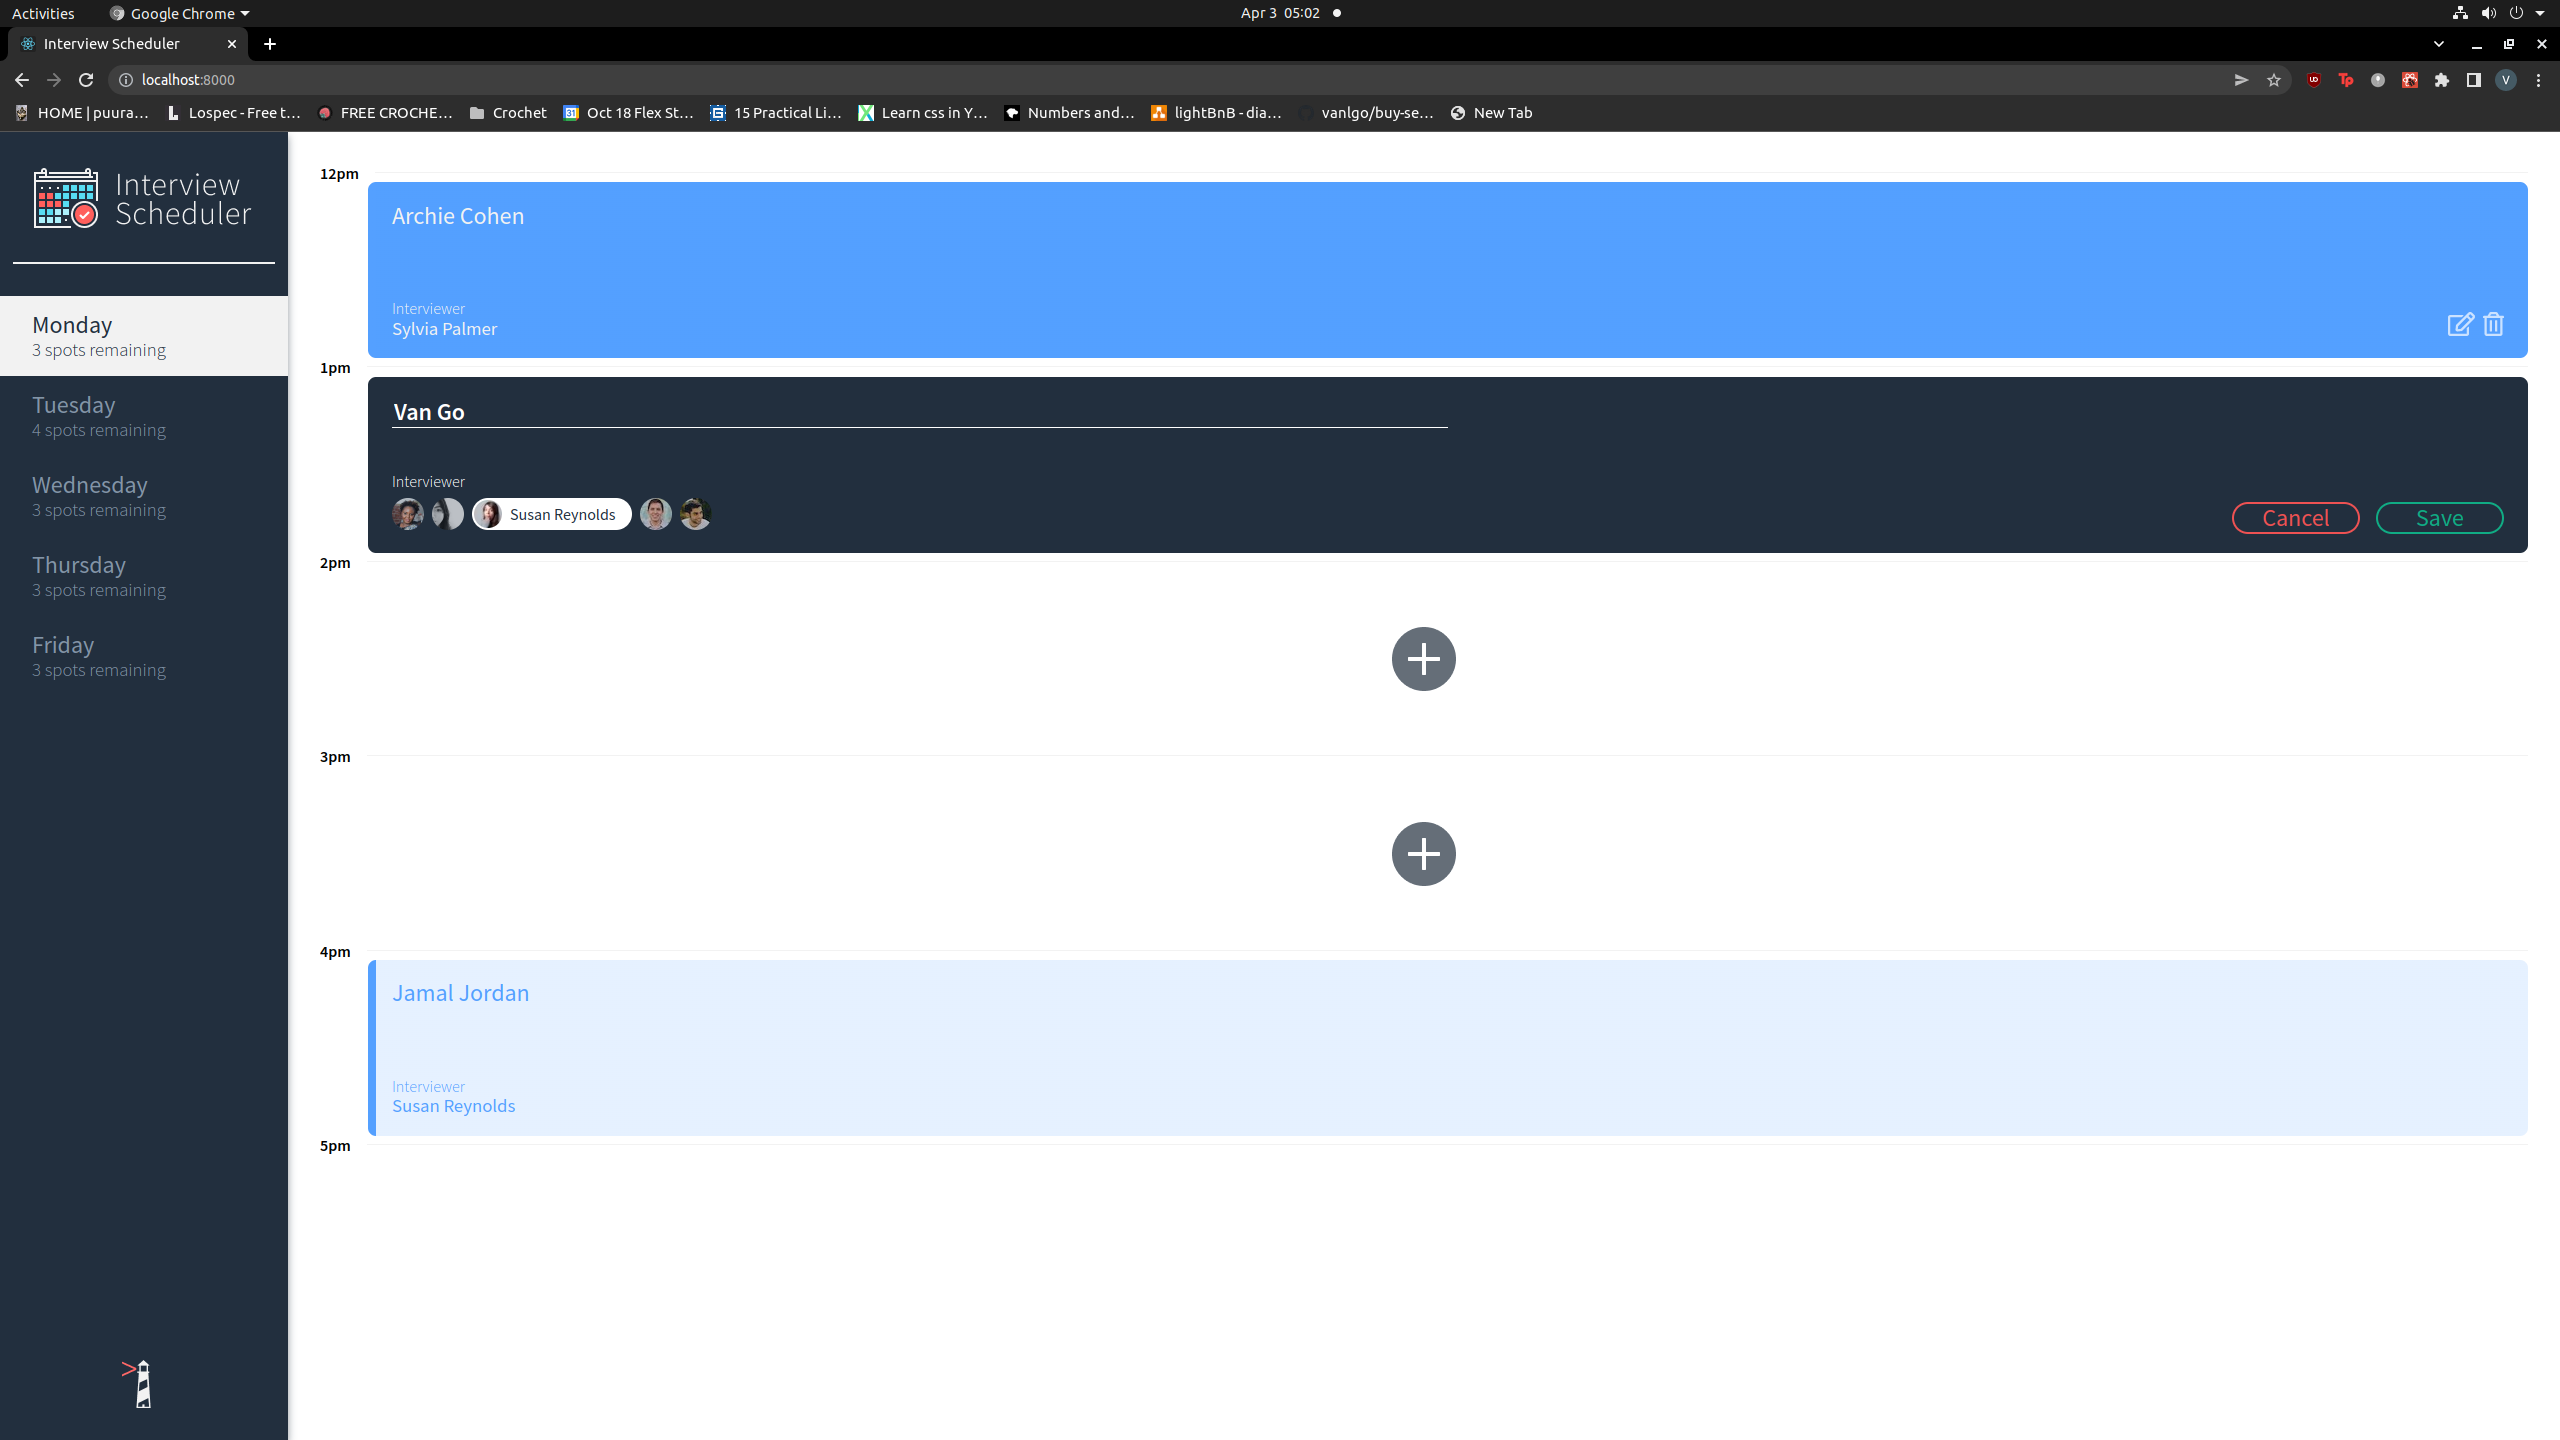 Activities
Google Chrome
Apr 3 05:02
Interview Scheduler
localhost:8000
V
HOME | puura…
Lospec - Free t…
FREE CROCHE…
Crochet
Oct 18 Flex St…
15 Practical Li…
Learn css in Y…
Numbers and…
lightBnB - dia…
vanlgo/buy-se…
New Tab
Interview
Scheduler
Monday
3 spots remaining
Tuesday
4 spots remaining
Wednesday
3 spots remaining
Thursday
3 spots remaining
Friday
3 spots remaining
12pm
Archie Cohen
Interviewer
Sylvia Palmer
1pm
Van Go
Interviewer
Susan Reynolds
Cancel
Save
2pm
3pm
4pm
Jamal Jordan
Interviewer
Susan Reynolds
5pm